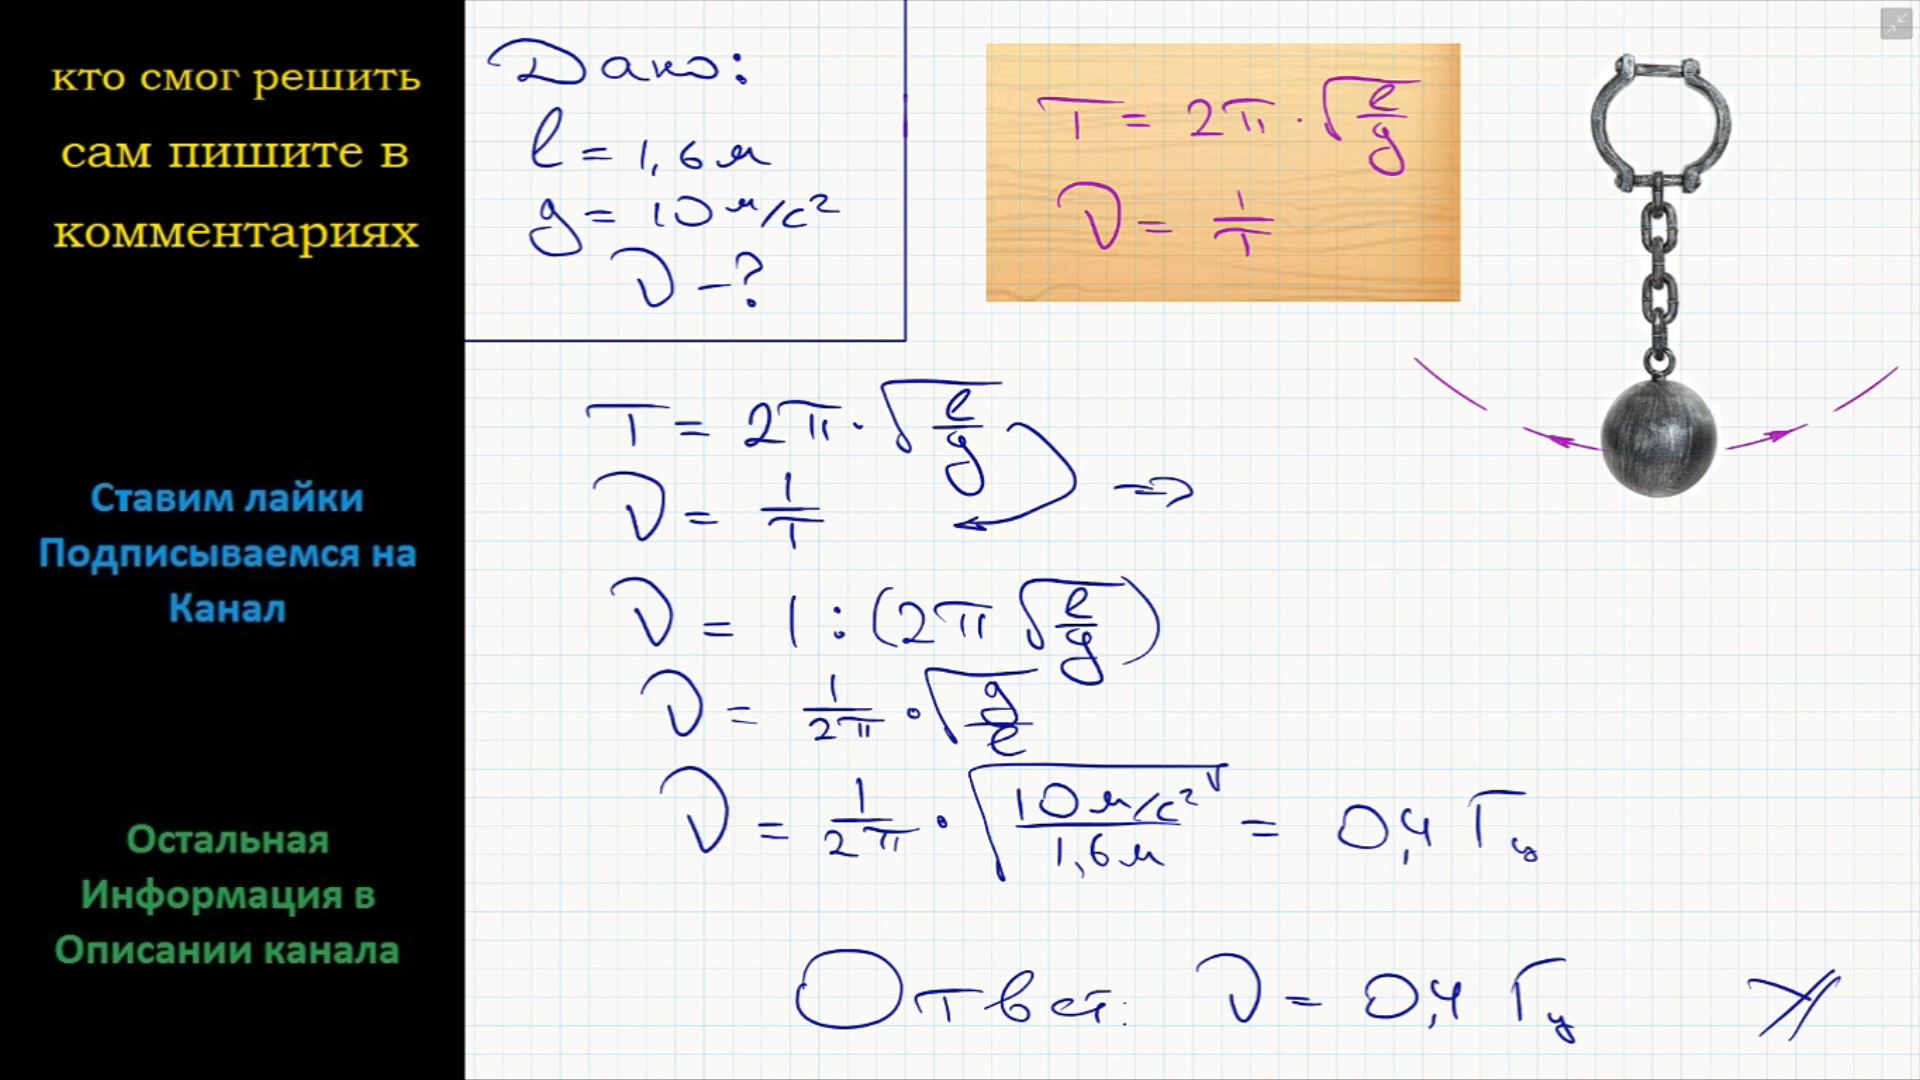 кто смог решить
сам пишите в
комментариях
Ставим лайки
Подписываемся на
Канал
Остальная
Информация в
Описании канала
Дано:
l = 1,6 м
g = 10 м/с²
ν - ?
T = 2π · √(l/g)
ν = 1/T
T = 2π · √(l/g)
ν = 1/T ⇒
ν = 1 : (2π √(l/g))
ν = 1/2π · √(g/l)
ν = 1/2π · √(10 м/с² / 1,6 м) = 0,4 Гц
Ответ: ν = 0,4 Гц